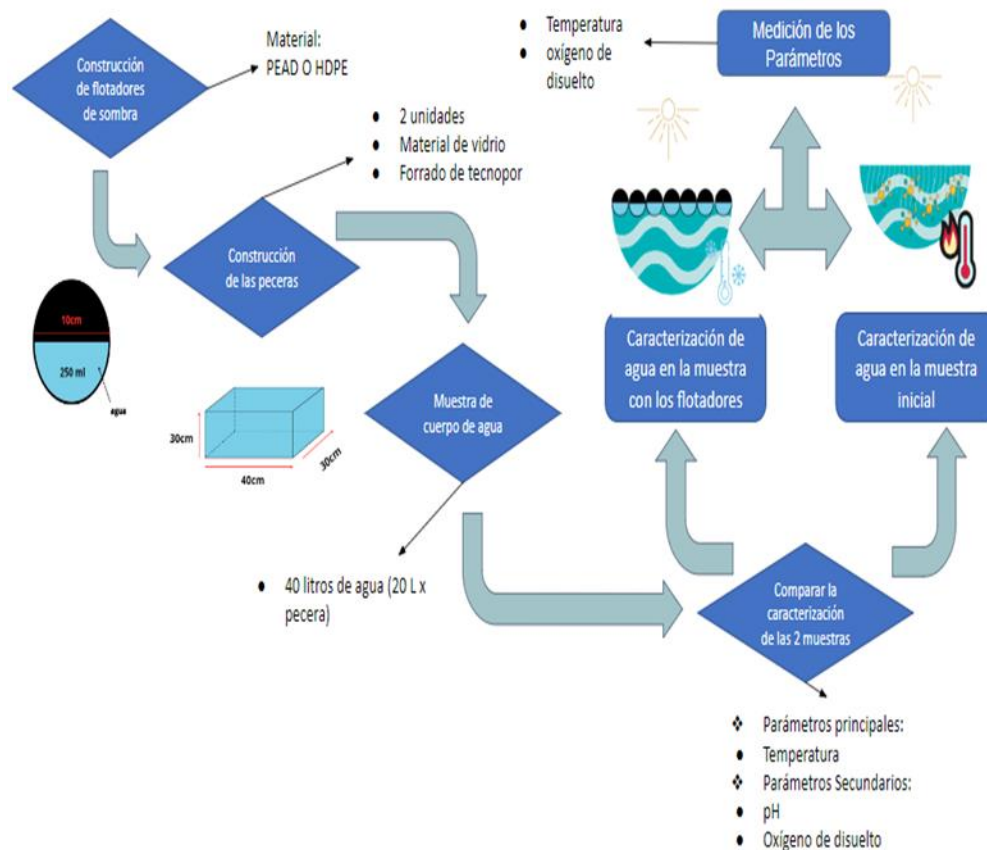 Construcción
de flotadores
de sombra
Material:
PEAD O HDPE
● 2 unidades
● Material de vidrio
● Forrado de tecnopor
Construcción
de las peceras
10cm
250 ml
agua
30cm
40cm
30cm
Muestra de
cuerpo de agua
● 40 litros de agua (20 L x
pecera)
● Temperatura
● oxígeno de
disuelto
Medición de los
Parámetros
Caracterización de
agua en la muestra
con los flotadores
Caracterización de
agua en la muestra
inicial
Comparar la
caracterización
de las 2 muestras
❖ Parámetros principales:
● Temperatura
❖ Parámetros Secundarios:
● pH
● Oxígeno de disuelto